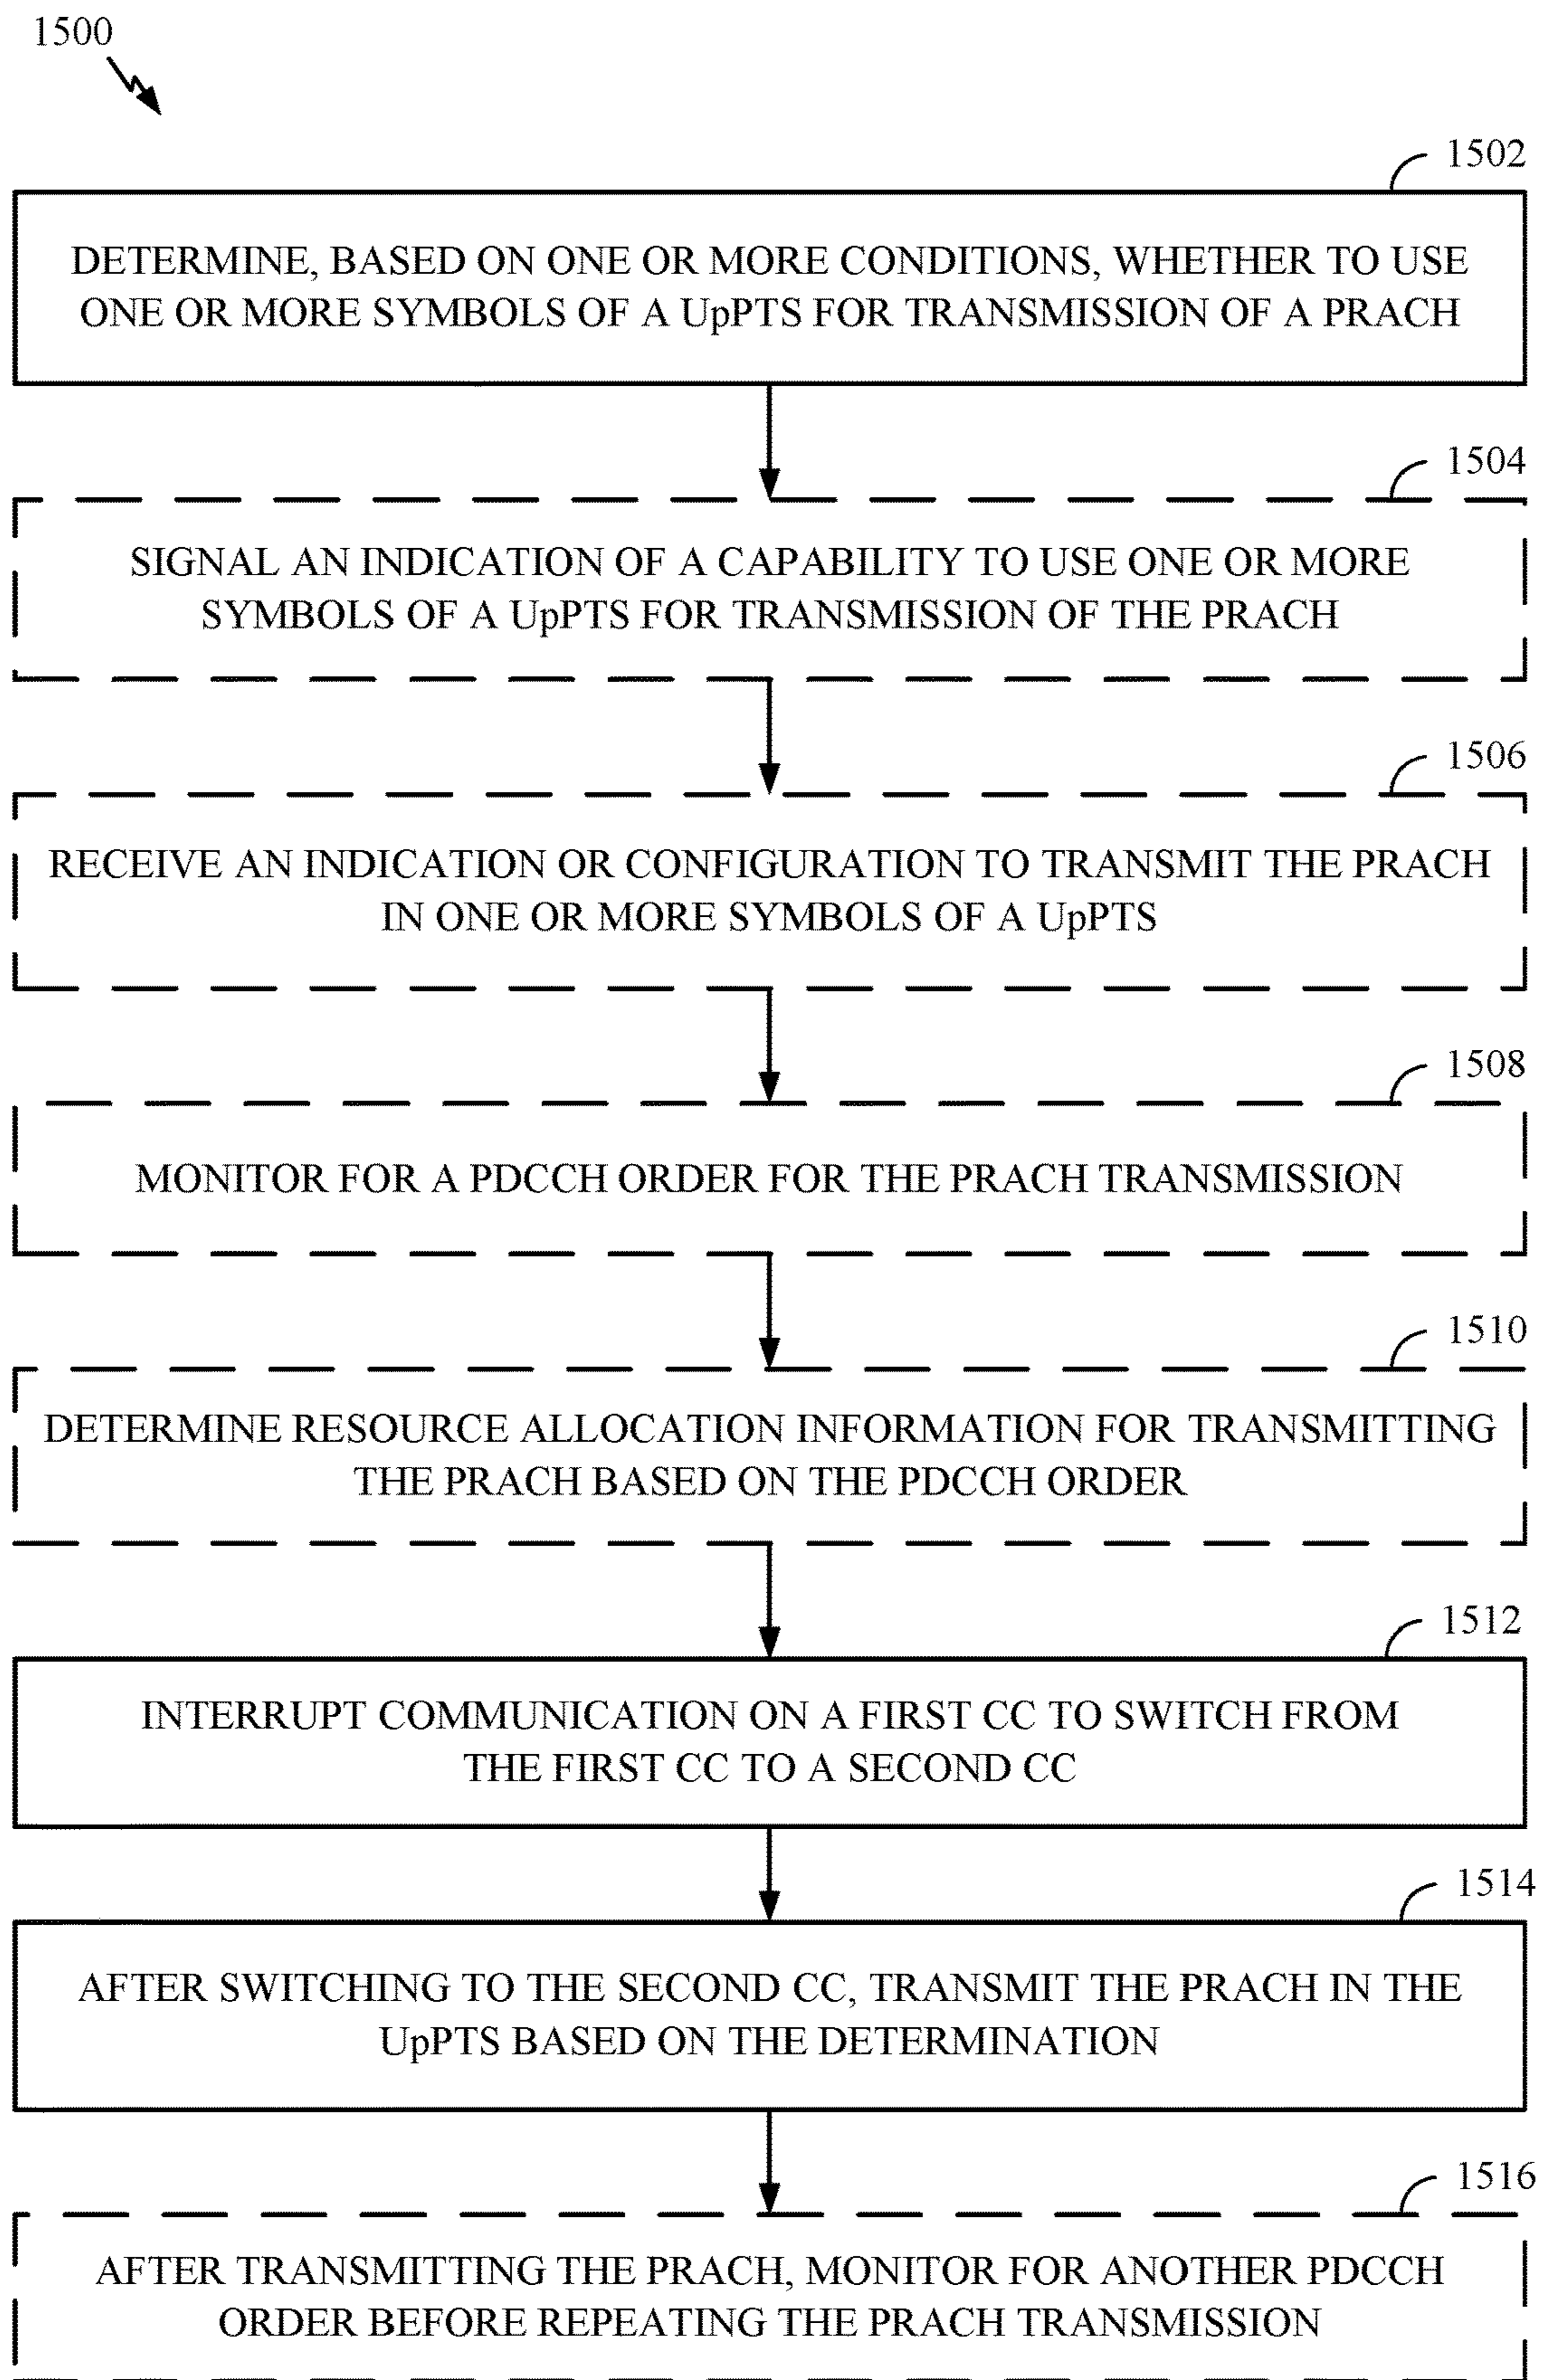 1500
1502
DETERMINE, BASED ON ONE OR MORE CONDITIONS, WHETHER TO USE
ONE OR MORE SYMBOLS OF A UpPTS FOR TRANSMISSION OF A PRACH
1504
SIGNAL AN INDICATION OF A CAPABILITY TO USE ONE OR MORE
SYMBOLS OF A UpPTS FOR TRANSMISSION OF THE PRACH
1506
RECEIVE AN INDICATION OR CONFIGURATION TO TRANSMIT THE PRACH
IN ONE OR MORE SYMBOLS OF A UpPTS
1508
MONITOR FOR A PDCCH ORDER FOR THE PRACH TRANSMISSION
1510
DETERMINE RESOURCE ALLOCATION INFORMATION FOR TRANSMITTING
THE PRACH BASED ON THE PDCCH ORDER
1512
INTERRUPT COMMUNICATION ON A FIRST CC TO SWITCH FROM
THE FIRST CC TO A SECOND CC
1514
AFTER SWITCHING TO THE SECOND CC, TRANSMIT THE PRACH IN THE
UpPTS BASED ON THE DETERMINATION
1516
AFTER TRANSMITTING THE PRACH, MONITOR FOR ANOTHER PDCCH
ORDER BEFORE REPEATING THE PRACH TRANSMISSION